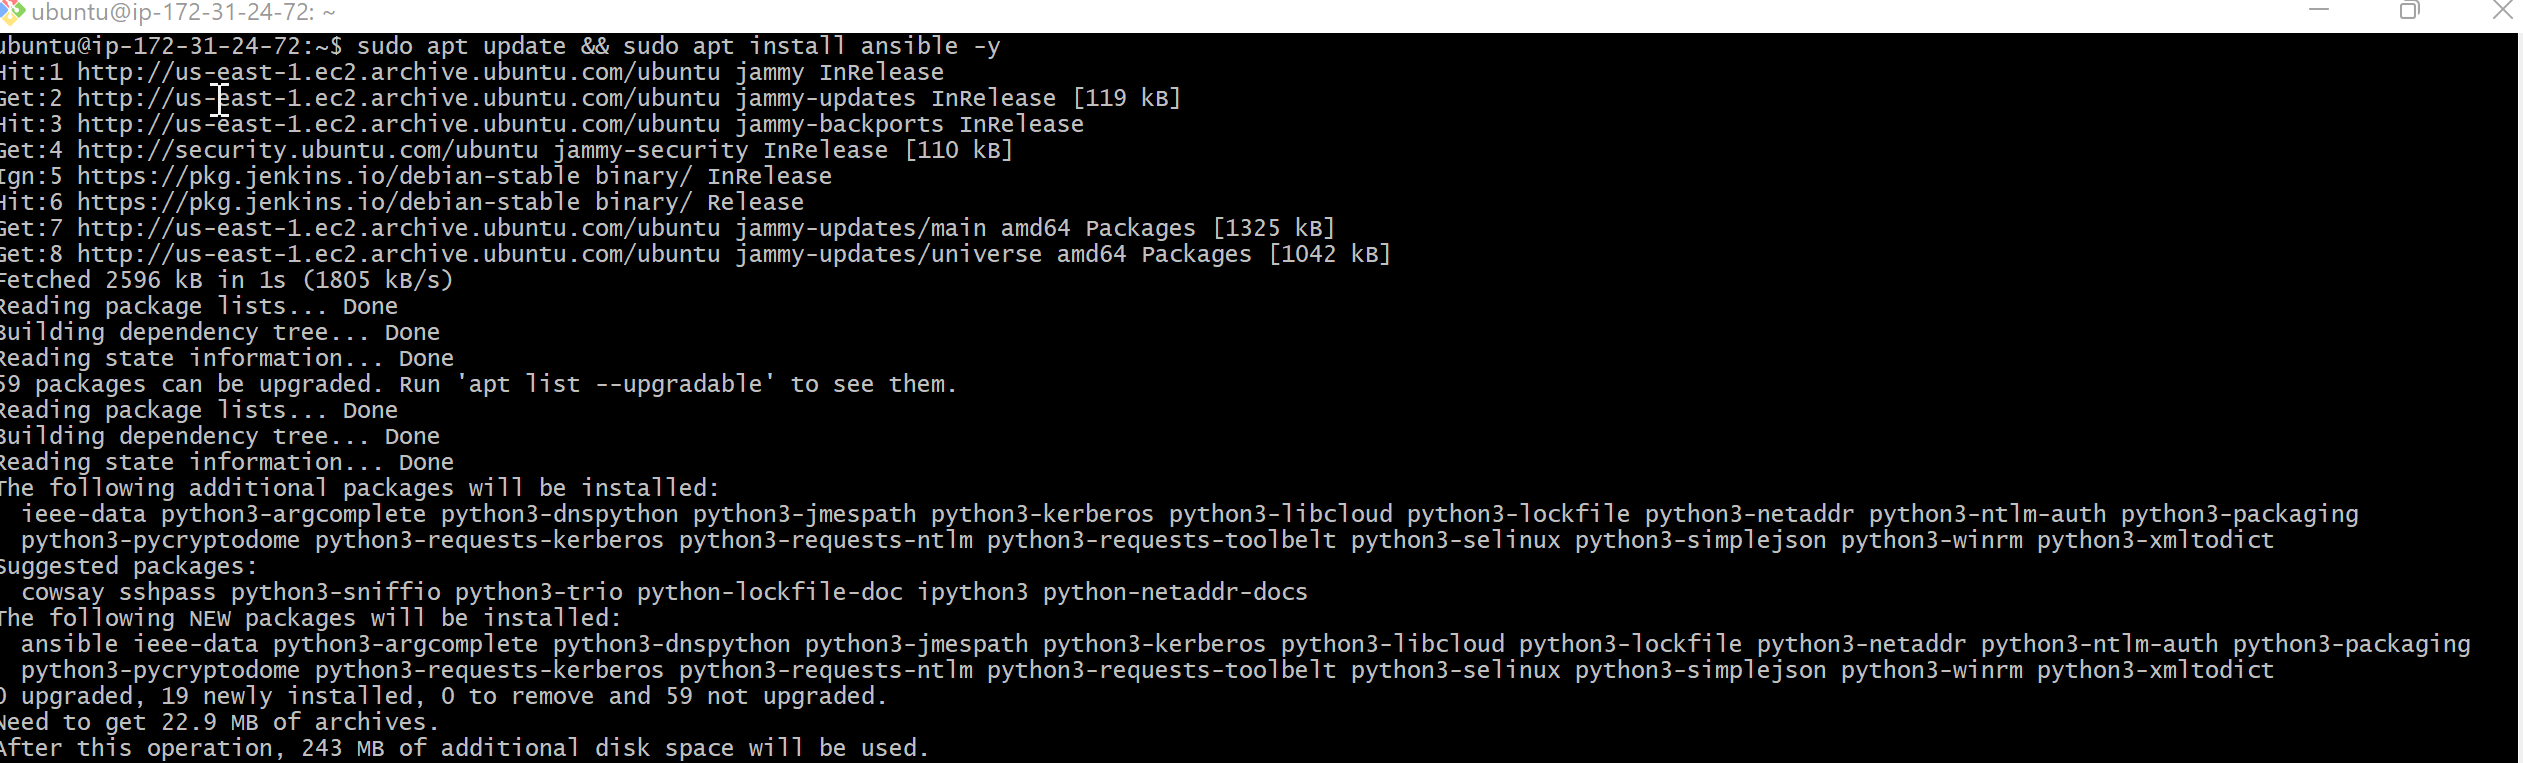 ubuntu@ip-172-31-24-72: ~
ubuntu@ip-172-31-24-72:~$ sudo apt update && sudo apt install ansible -y
Hit:1 http://us-east-1.ec2.archive.ubuntu.com/ubuntu jammy InRelease
Get:2 http://us-east-1.ec2.archive.ubuntu.com/ubuntu jammy-updates InRelease [119 kB]
Hit:3 http://us-east-1.ec2.archive.ubuntu.com/ubuntu jammy-backports InRelease
Get:4 http://security.ubuntu.com/ubuntu jammy-security InRelease [110 kB]
Ign:5 https://pkg.jenkins.io/debian-stable binary/ InRelease
Hit:6 https://pkg.jenkins.io/debian-stable binary/ Release
Get:7 http://us-east-1.ec2.archive.ubuntu.com/ubuntu jammy-updates/main amd64 Packages [1325 kB]
Get:8 http://us-east-1.ec2.archive.ubuntu.com/ubuntu jammy-updates/universe amd64 Packages [1042 kB]
Fetched 2596 kB in 1s (1805 kB/s)
Reading package lists... Done
Building dependency tree... Done
Reading state information... Done
59 packages can be upgraded. Run 'apt list --upgradable' to see them.
Reading package lists... Done
Building dependency tree... Done
Reading state information... Done
The following additional packages will be installed:
ieee-data python3-argcomplete python3-dnspython python3-jmespath python3-kerberos python3-libcloud python3-lockfile python3-netaddr python3-ntlm-auth python3-packaging
python3-pycryptodome python3-requests-kerberos python3-requests-ntlm python3-requests-toolbelt python3-selinux python3-simplejson python3-winrm python3-xmltodict
Suggested packages:
cowsay sshpass python3-sniffio python3-trio python-lockfile-doc ipython3 python-netaddr-docs
The following NEW packages will be installed:
ansible ieee-data python3-argcomplete python3-dnspython python3-jmespath python3-kerberos python3-libcloud python3-lockfile python3-netaddr python3-ntlm-auth python3-packaging
python3-pycryptodome python3-requests-kerberos python3-requests-ntlm python3-requests-toolbelt python3-selinux python3-simplejson python3-winrm python3-xmltodict
0 upgraded, 19 newly installed, 0 to remove and 59 not upgraded.
Need to get 22.9 MB of archives.
After this operation, 243 MB of additional disk space will be used.